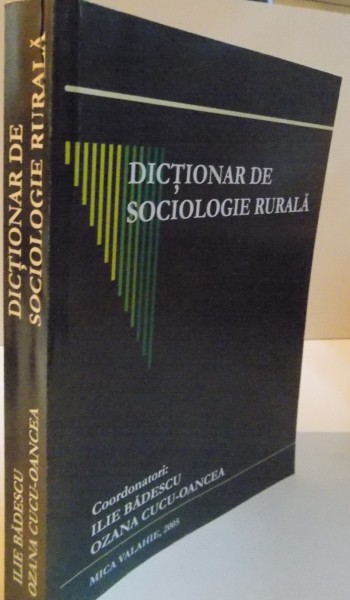 DICȚIONAR DE
SOCIOLOGIE RURALĂ
Coordonatori:
ILIE BĂDESCU
OZANA CUCU-OANCEA
MICA VALAHIE, 2005
DICȚIONAR DE
SOCIOLOGIE RURALĂ
ILIE BĂDESCU
OZANA CUCU-OANCEA